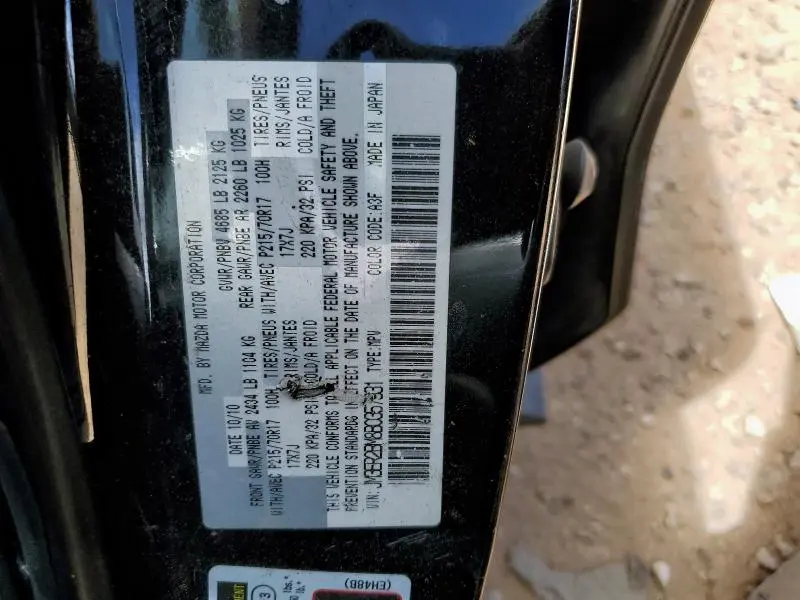 MFD. BY MAZDA MOTOR CORPORATION
DATE 10/10 GVWR/PNBV 4685 LB 2125 KG
FRONT GAWR/PNBE AV 2434 LB 1104 KG REAR GAWR/PNBE AR 2260 LB 1025 KG
WITH/AVEC P215/70R17 100H TIRES/PNEUS WITH/AVEC P215/70R17 100H TIRES/PNEUS
17X7J RIMS/JANTES 17X7J RIMS/JANTES
220 KPA/32 PSI COLD/A FROID 220 KPA/32 PSI COLD/A FROID
THIS VEHICLE CONFORMS TO ALL APPLICABLE FEDERAL MOTOR VEHICLE SAFETY AND THEFT
PREVENTION STANDARDS IN EFFECT ON THE DATE OF MANUFACTURE SHOWN ABOVE.
VIN: JM3ER2BM8B0357931 TYPE:MPV COLOR CODE:A3F MADE IN JAPAN
(EH48B)